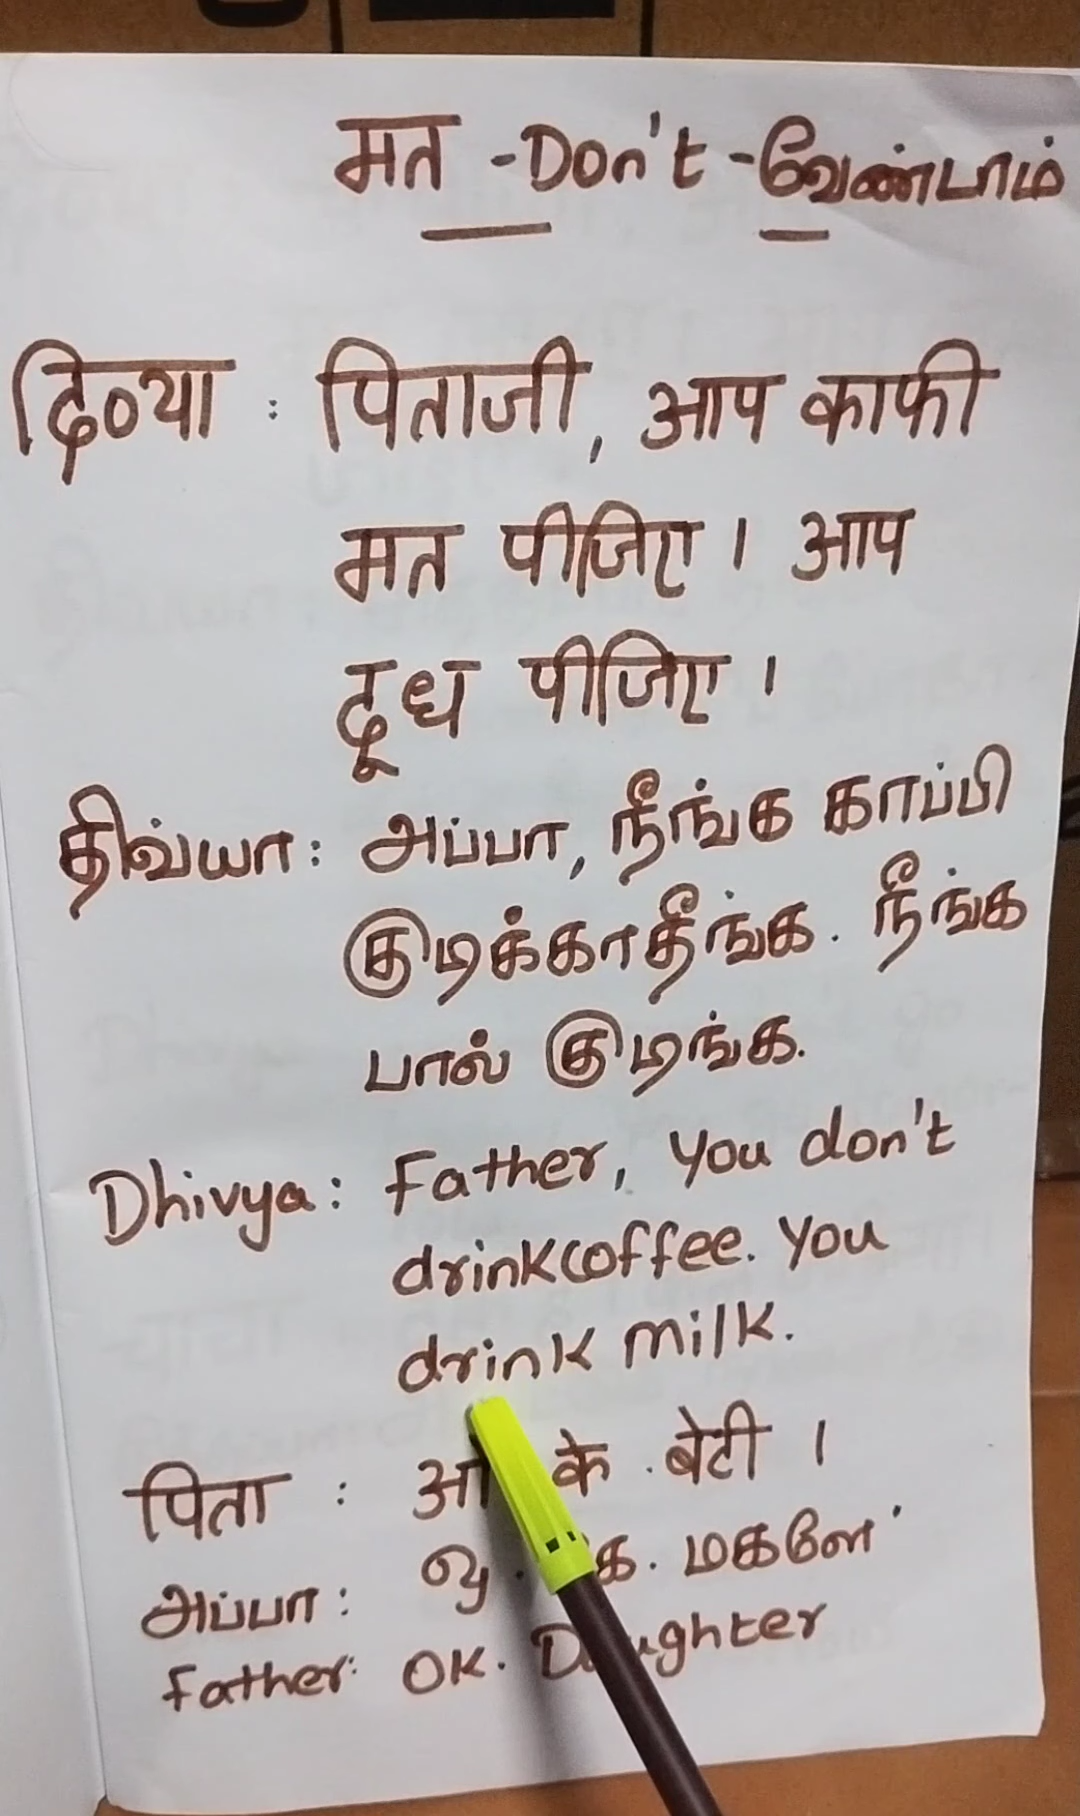 मत - Don't - வேண்டாம்
दिव्या : पिताजी, आप काफी
मत पीजिए । आप
दूध पीजिए ।
திவ்யா : அப்பா, நீங்க காப்பி
குடிக்காதீங்க. நீங்க
பால் குடிங்க.
Dhivya : Father, You don't
drink coffee. You
drink milk.
पिता : के . बेटी ।
அப்பா : மகளே
Father : OK. Daughter